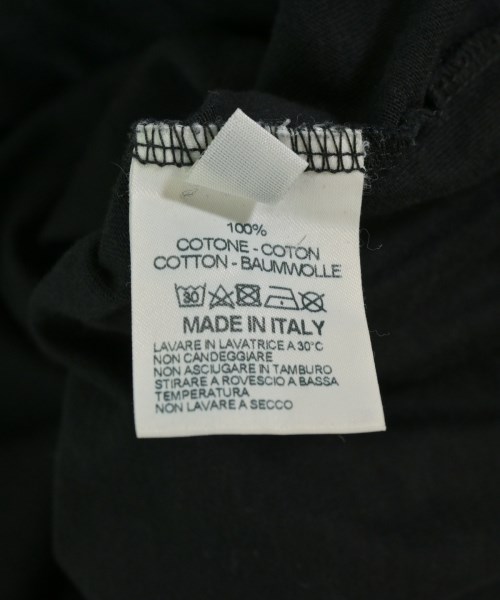 100%
COTONE - COTON
COTTON - BAUMWOLLE
30
MADE IN ITALY
LAVARE IN LAVATRICE A 30°C
NON CANDEGGIARE
NON ASCIUGARE IN TAMBURO
STIRARE A ROVESCIO A BASSA
TEMPERATURA
NON LAVARE A SECCO